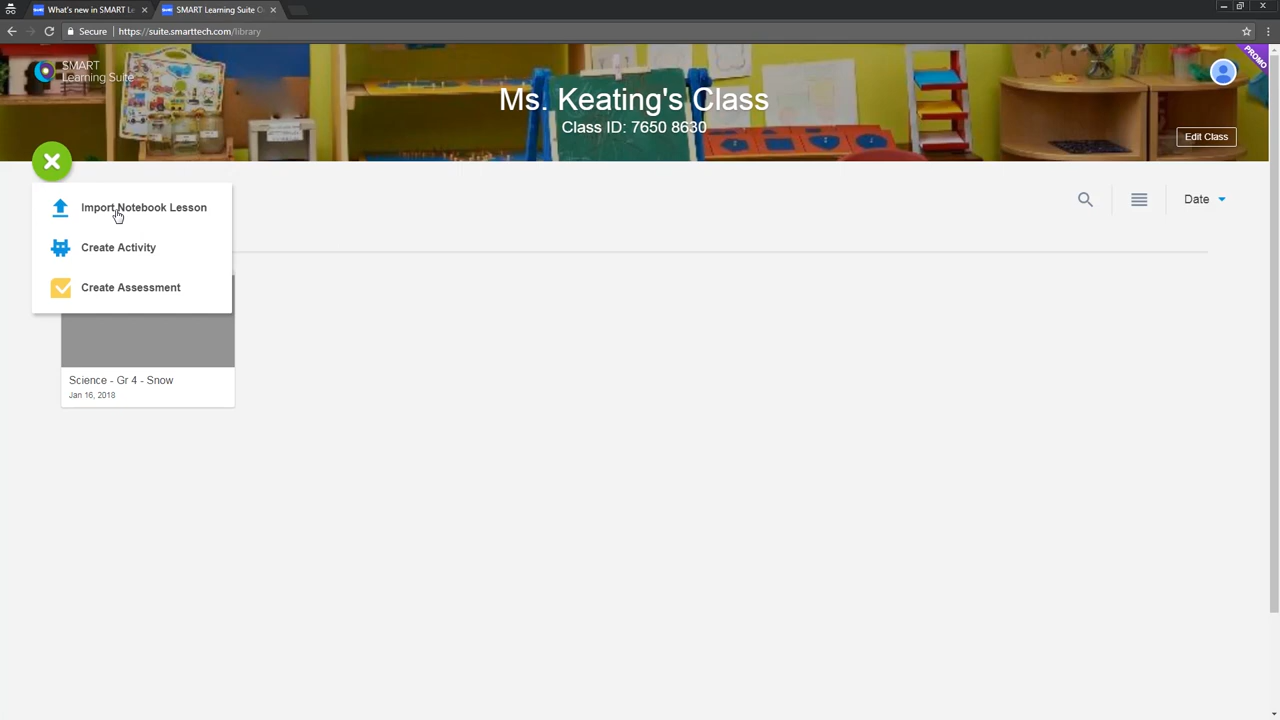 What's new in SMART Le
SMART Learning Suite O
Secure
https://suite.smarttech.com/library
PROMO
SMART
Learning Suite
Ms. Keating's Class
Class ID: 7650 8630
Edit Class
Import Notebook Lesson
Date
Create Activity
Create Assessment
Science - Gr 4 - Snow
Jan 16, 2018